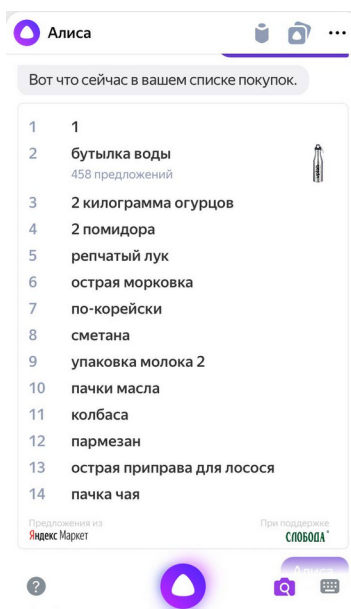 Алиса
Вот что сейчас в вашем списке покупок.
1 1
2 бутылка воды
458 предложений
3 2 килограмма огурцов
4 2 помидора
5 репчатый лук
6 острая морковка
7 по-корейски
8 сметана
9 упаковка молока 2
10 пачки масла
11 колбаса
12 пармезан
13 острая приправа для лосося
14 пачка чая
Предложения из При поддержке
Яндекс Маркет СЛОБОДА
Алиса
?